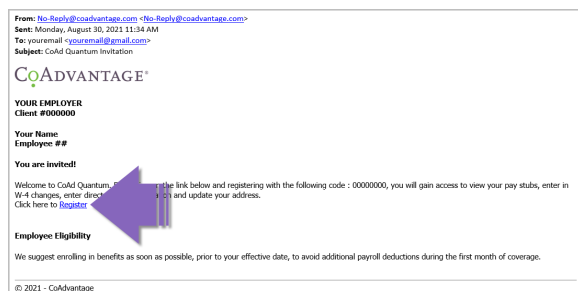 From: No-Reply@coadvantage.com <No-Reply@coadvantage.com>
Sent: Monday, August 30, 2021 11:34 AM
To: youremail <youremail@gmail.com>
Subject: CoAd Quantum Invitation
COADVANTAGE®
YOUR EMPLOYER
Client #000000
Your Name
Employee ##
You are invited!
Welcome to CoAd Quantum. the link below and registering with the following code : 00000000, you will gain access to view your pay stubs, enter in
W-4 changes, enter direct and update your address.
Click here to Register
Employee Eligibility
We suggest enrolling in benefits as soon as possible, prior to your effective date, to avoid additional payroll deductions during the first month of coverage.
© 2021 - CoAdvantage